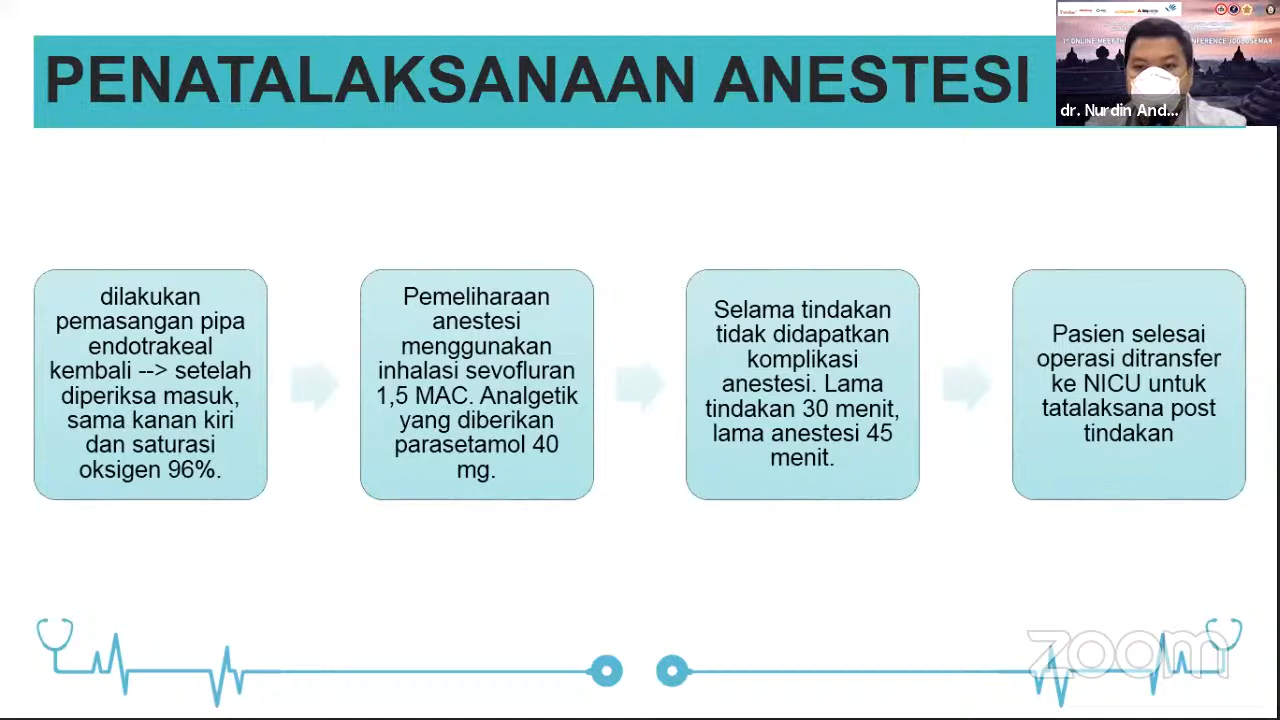 PENATALAKSANAAN ANESTESI
dr. Nurdin And...
dilakukan
pemasangan pipa
endotrakeal
kembali --> setelah
diperiksa masuk,
sama kanan kiri
dan saturasi
oksigen 96%.
Pemeliharaan
anestesi
menggunakan
inhalasi sevofluran
1,5 MAC. Analgetik
yang diberikan
parasetamol 40
mg.
Selama tindakan
tidak didapatkan
komplikasi
anestesi. Lama
tindakan 30 menit,
lama anestesi 45
menit.
Pasien selesai
operasi ditransfer
ke NICU untuk
tatalaksana post
tindakan
zoom